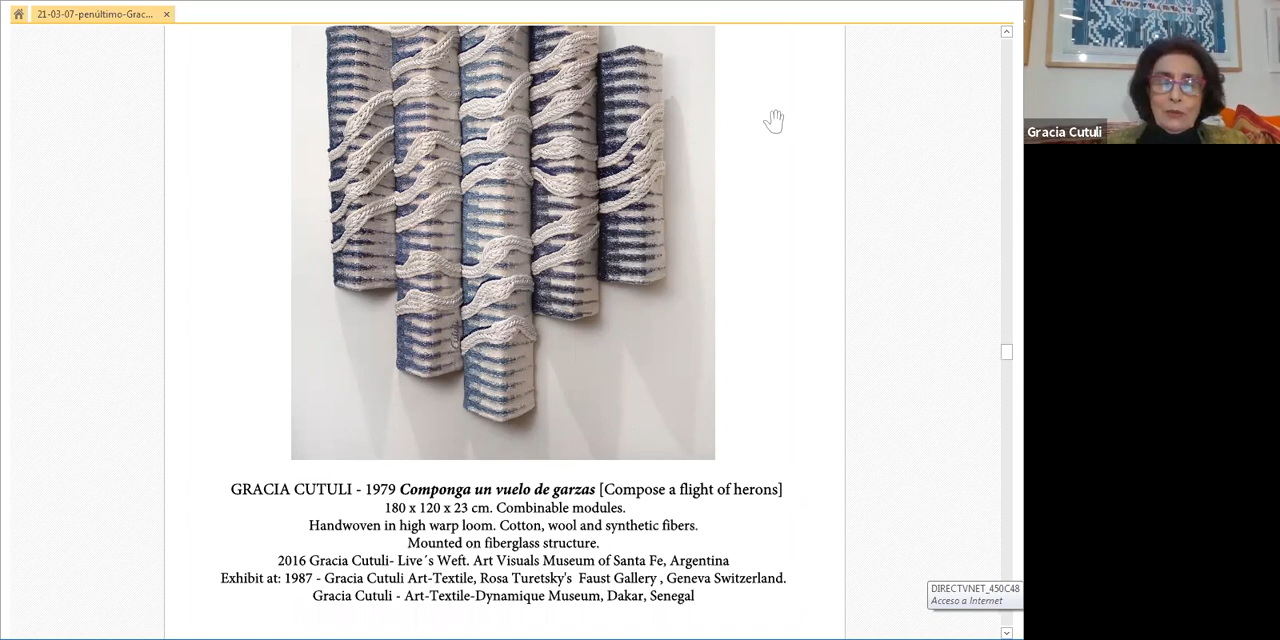 21-03-07-penúltimo-Grac...
Gracia Cutuli
GRACIA CUTULI - 1979 Componga un vuelo de garzas [Compose a flight of herons]
180 x 120 x 23 cm. Combinable modules.
Handwoven in high warp loom. Cotton, wool and synthetic fibers.
Mounted on fiberglass structure.
2016 Gracia Cutuli- Live´s Weft. Art Visuals Museum of Santa Fe, Argentina
Exhibit at: 1987 - Gracia Cutuli Art-Textile, Rosa Turetsky's Faust Gallery , Geneva Switzerland.
Gracia Cutuli - Art-Textile-Dynamique Museum, Dakar, Senegal
DIRECTVNET_450C48
Acceso a Internet